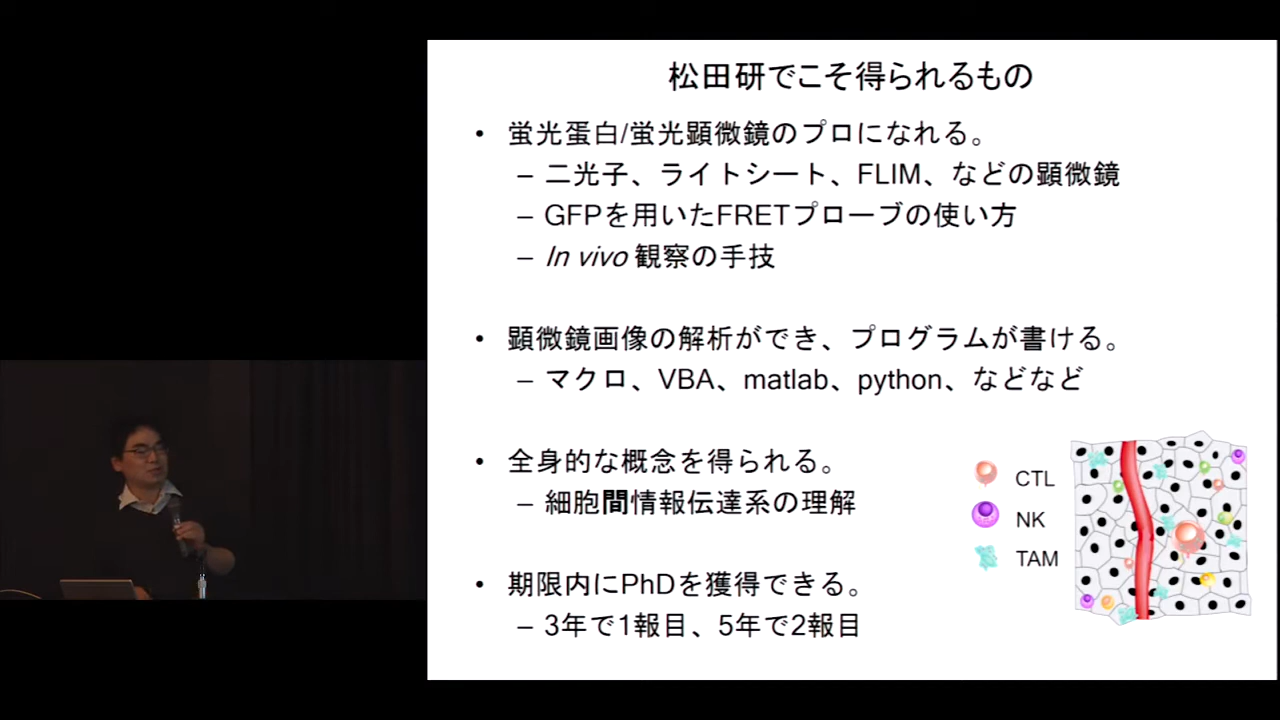 松田研でこそ得られるもの
• 蛍光蛋白/蛍光顕微鏡のプロになれる。
– 二光子、ライトシート、FLIM、などの顕微鏡
– GFPを用いたFRETプローブの使い方
– In vivo 観察の手技
• 顕微鏡画像の解析ができ、プログラムが書ける。
– マクロ、VBA、matlab、python、などなど
• 全身的な概念を得られる。
– 細胞間情報伝達系の理解
• 期限内にPhDを獲得できる。
– 3年で1報目、5年で2報目
CTL
NK
TAM